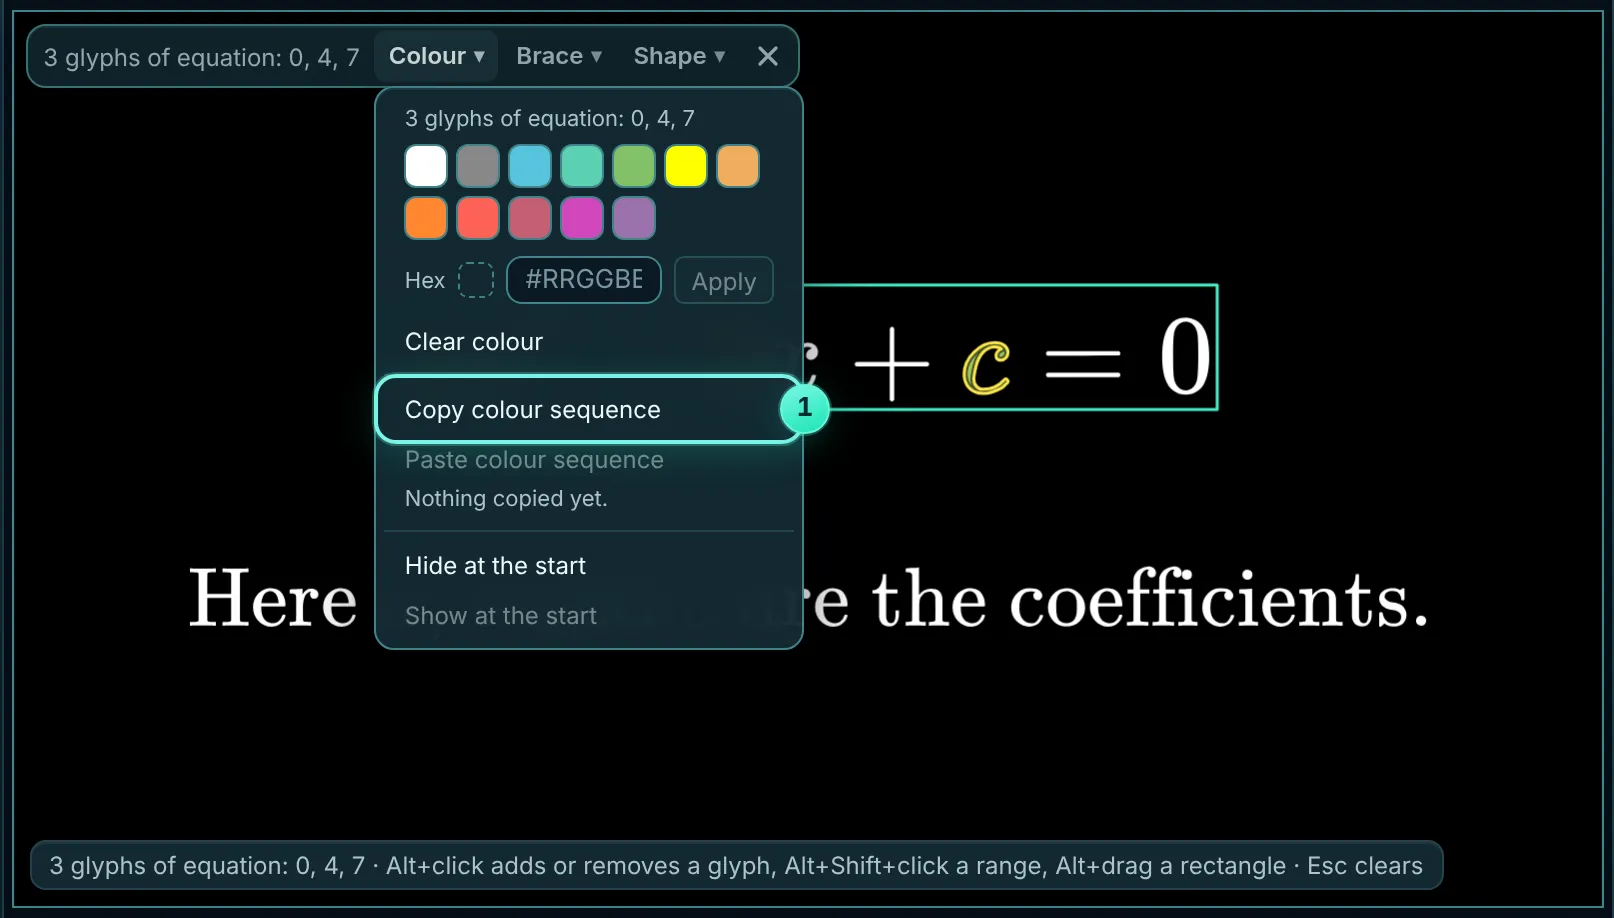 3 glyphs of equation: 0, 4, 7 Colour ▾ Brace ▾ Shape ▾ ✕
3 glyphs of equation: 0, 4, 7
Hex #RRGGBE Apply
Clear colour
+ c = 0
Copy colour sequence 1
Paste colour sequence
Nothing copied yet.
Hide at the start
Here are the coefficients.
Show at the start
3 glyphs of equation: 0, 4, 7 · Alt+click adds or removes a glyph, Alt+Shift+click a range, Alt+drag a rectangle · Esc clears